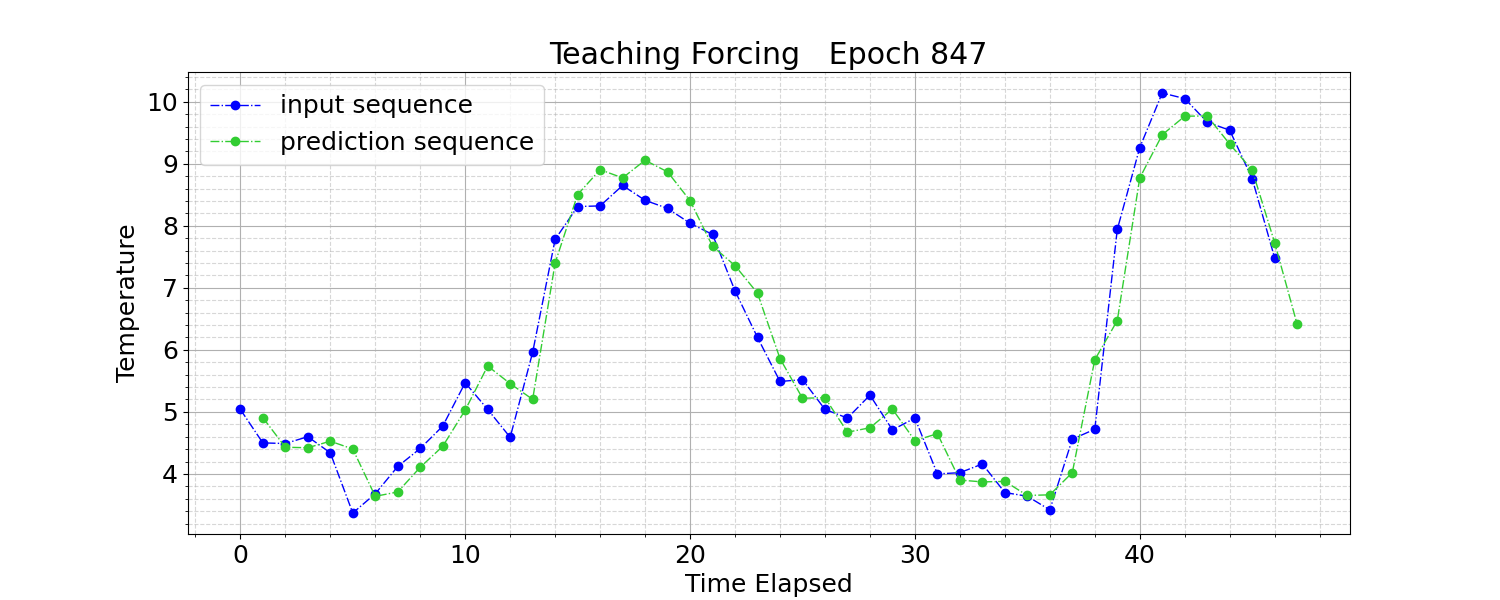 Teaching Forcing   Epoch 847
input sequence
prediction sequence
10
9
8
7
6
5
4
Temperature
0 10 20 30 40
Time Elapsed